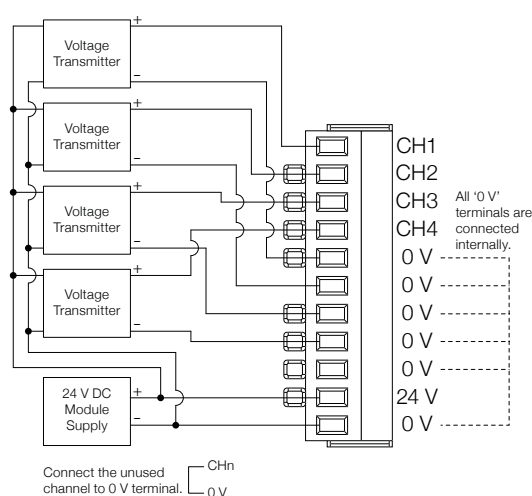 Voltage
Transmitter
+
–
Voltage
Transmitter
+
–
Voltage
Transmitter
+
–
Voltage
Transmitter
+
–
24 V DC
Module
Supply
+
–
CH1
CH2
CH3
CH4
0 V
0 V
0 V
0 V
0 V
24 V
0 V
All ‘0 V’
terminals are
connected
internally.
Connect the unused
channel to 0 V terminal.
CHn
0 V